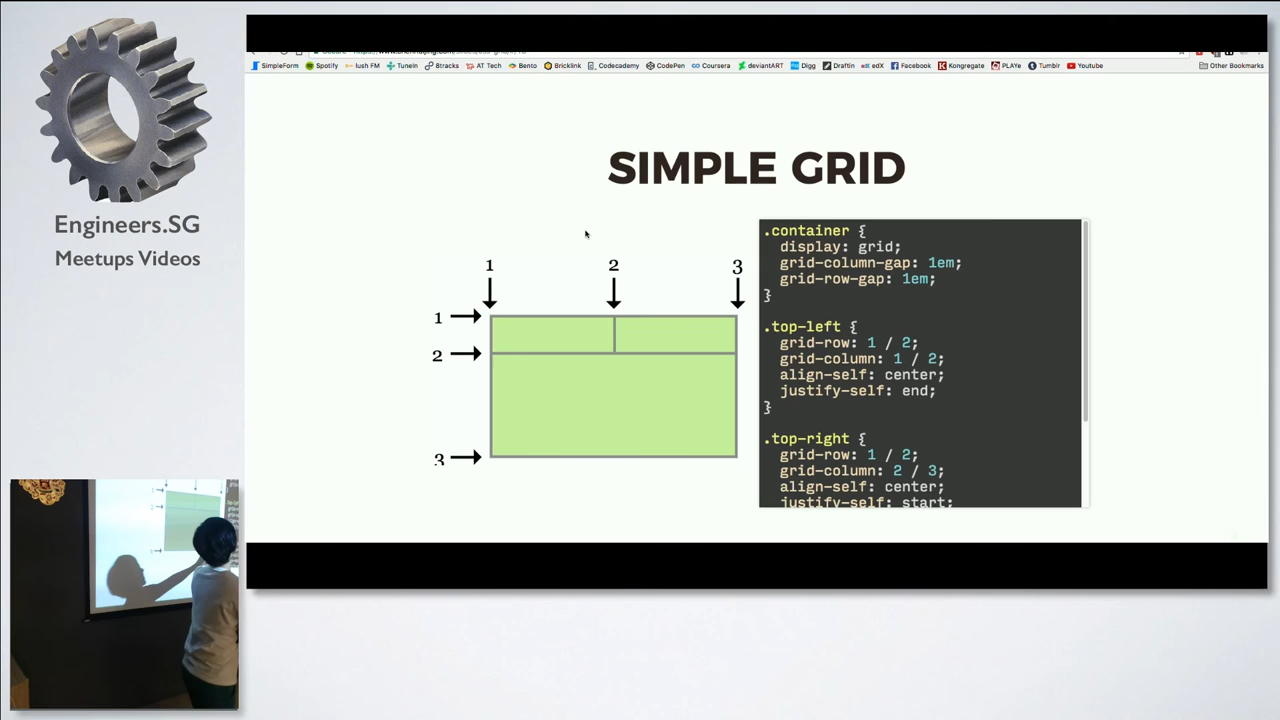 Engineers.SG
Meetups Videos
SimpleForm Spotify lush FM TuneIn 8tracks AT Tech Bento Bricklink Codecademy CodePen Coursera deviantART Digg Draftin edX Facebook Kongregate PLAYe Tumblr Youtube Other Bookmarks
SIMPLE GRID
1 2 3
1
2
3
.container {
display: grid;
grid-column-gap: 1em;
grid-row-gap: 1em;
}
.top-left {
grid-row: 1 / 2;
grid-column: 1 / 2;
align-self: center;
justify-self: end;
}
.top-right {
grid-row: 1 / 2;
grid-column: 2 / 3;
align-self: center;
justify-self: start;